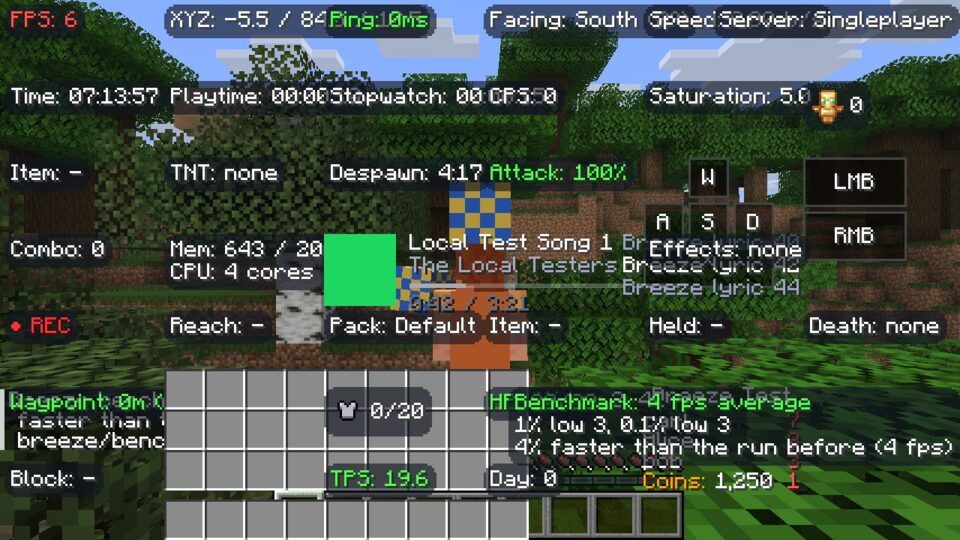 FPS: 6
XYZ: -5.5 / 84
Ping: 0ms
Facing: South
Speed
Server: Singleplayer
Time: 07:13:57
Playtime: 00:00
Stopwatch: 00:
CPS: 0
Saturation: 5.0
0
Item: -
TNT: none
Despawn: 4:17
Attack: 100%
W
LMB
A S D
RMB
Combo: 0
Mem: 643 / 20
CPU: 4 cores
Local Test Song 1
The Local Testers
0:42 / 3:21
Effects: none
Breeze lyric 42
Breeze lyric 44
● REC
Reach: -
Pack: Default
Item: -
Held: -
Death: none
Waypoint: 0m
faster than
breeze/benc
0/20
Benchmark: 4 fps average
1% low 3, 0.1% low 3
4% faster than the run before (4 fps)
Block: -
TPS: 19.6
Day: 0
Coins: 1,250
1